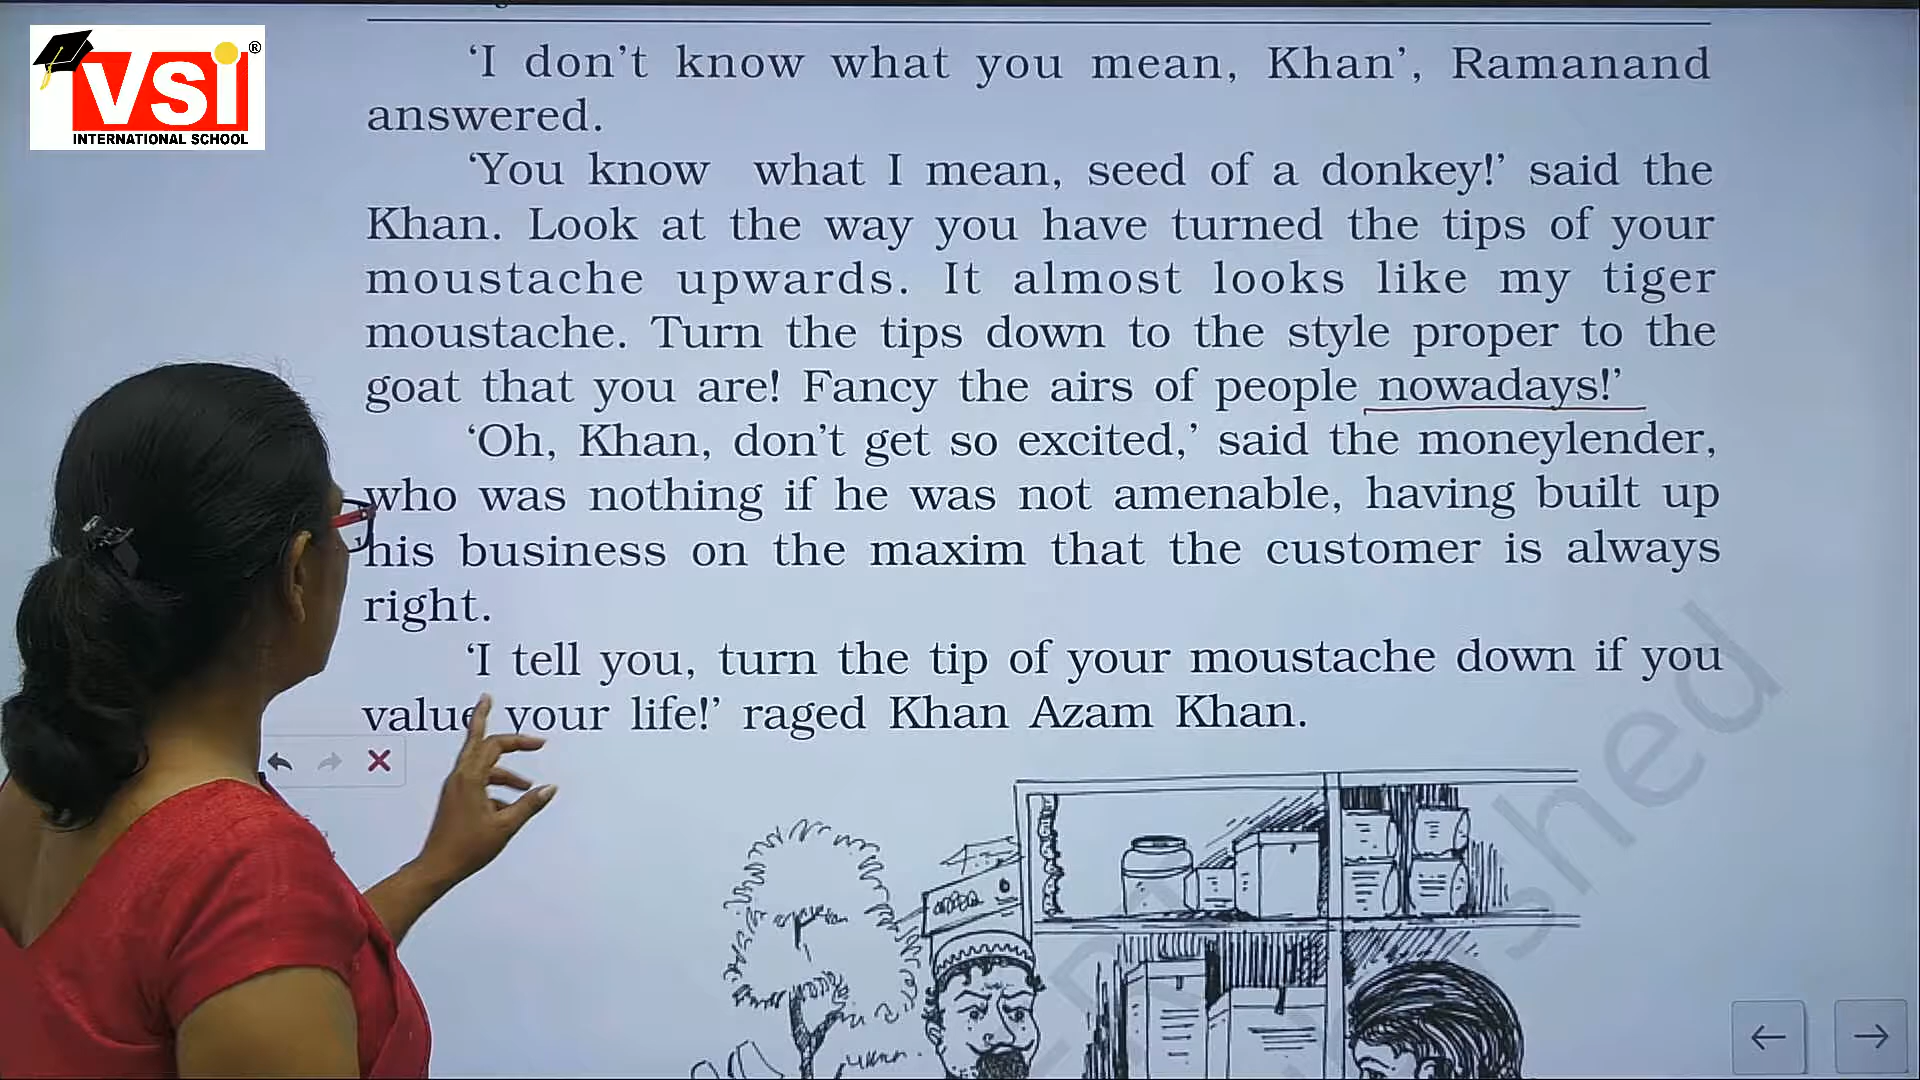 VSI ®
INTERNATIONAL SCHOOL
‘I don’t know what you mean, Khan’, Ramanand
answered.
‘You know what I mean, seed of a donkey!’ said the
Khan. Look at the way you have turned the tips of your
moustache upwards. It almost looks like my tiger
moustache. Turn the tips down to the style proper to the
goat that you are! Fancy the airs of people nowadays!’
‘Oh, Khan, don’t get so excited,’ said the moneylender,
who was nothing if he was not amenable, having built up
his business on the maxim that the customer is always
right.
‘I tell you, turn the tip of your moustache down if you
value your life!’ raged Khan Azam Khan.